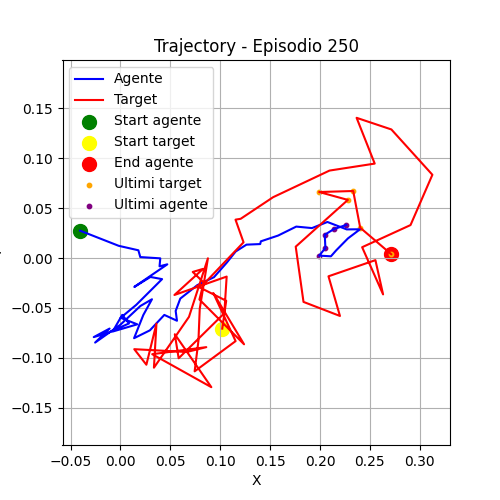 Trajectory - Episodio 250
Agente
Target
Start agente
Start target
End agente
Ultimi target
Ultimi agente
0.15
0.10
0.05
0.00
−0.05
−0.10
−0.15
−0.05 0.00 0.05 0.10 0.15 0.20 0.25 0.30
X